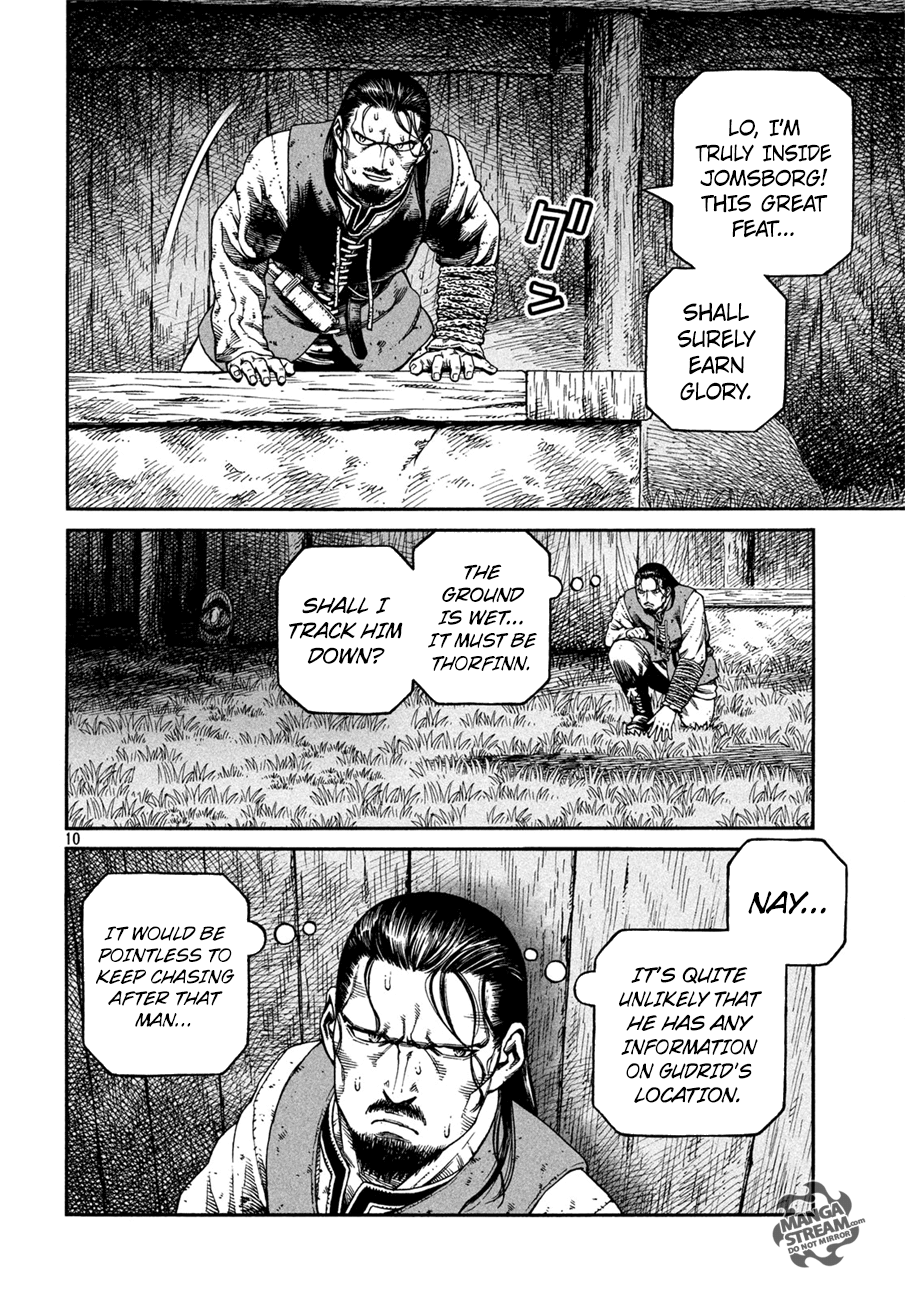 LO, I'M
TRULY INSIDE
JOMSBORG!
THIS GREAT
FEAT...
SHALL
SURELY
EARN
GLORY.
グ
ン
THE
GROUND
IS WET...
IT MUST BE
THORFINN.
SHALL I
TRACK HIM
DOWN?
10
NAY...
IT'S QUITE
UNLIKELY THAT
HE HAS ANY
INFORMATION
ON GUDRID'S
LOCATION.
IT WOULD BE
POINTLESS TO
KEEP CHASING
AFTER THAT
MAN...
MANGA
STREAM.com
DO NOT MIRROR